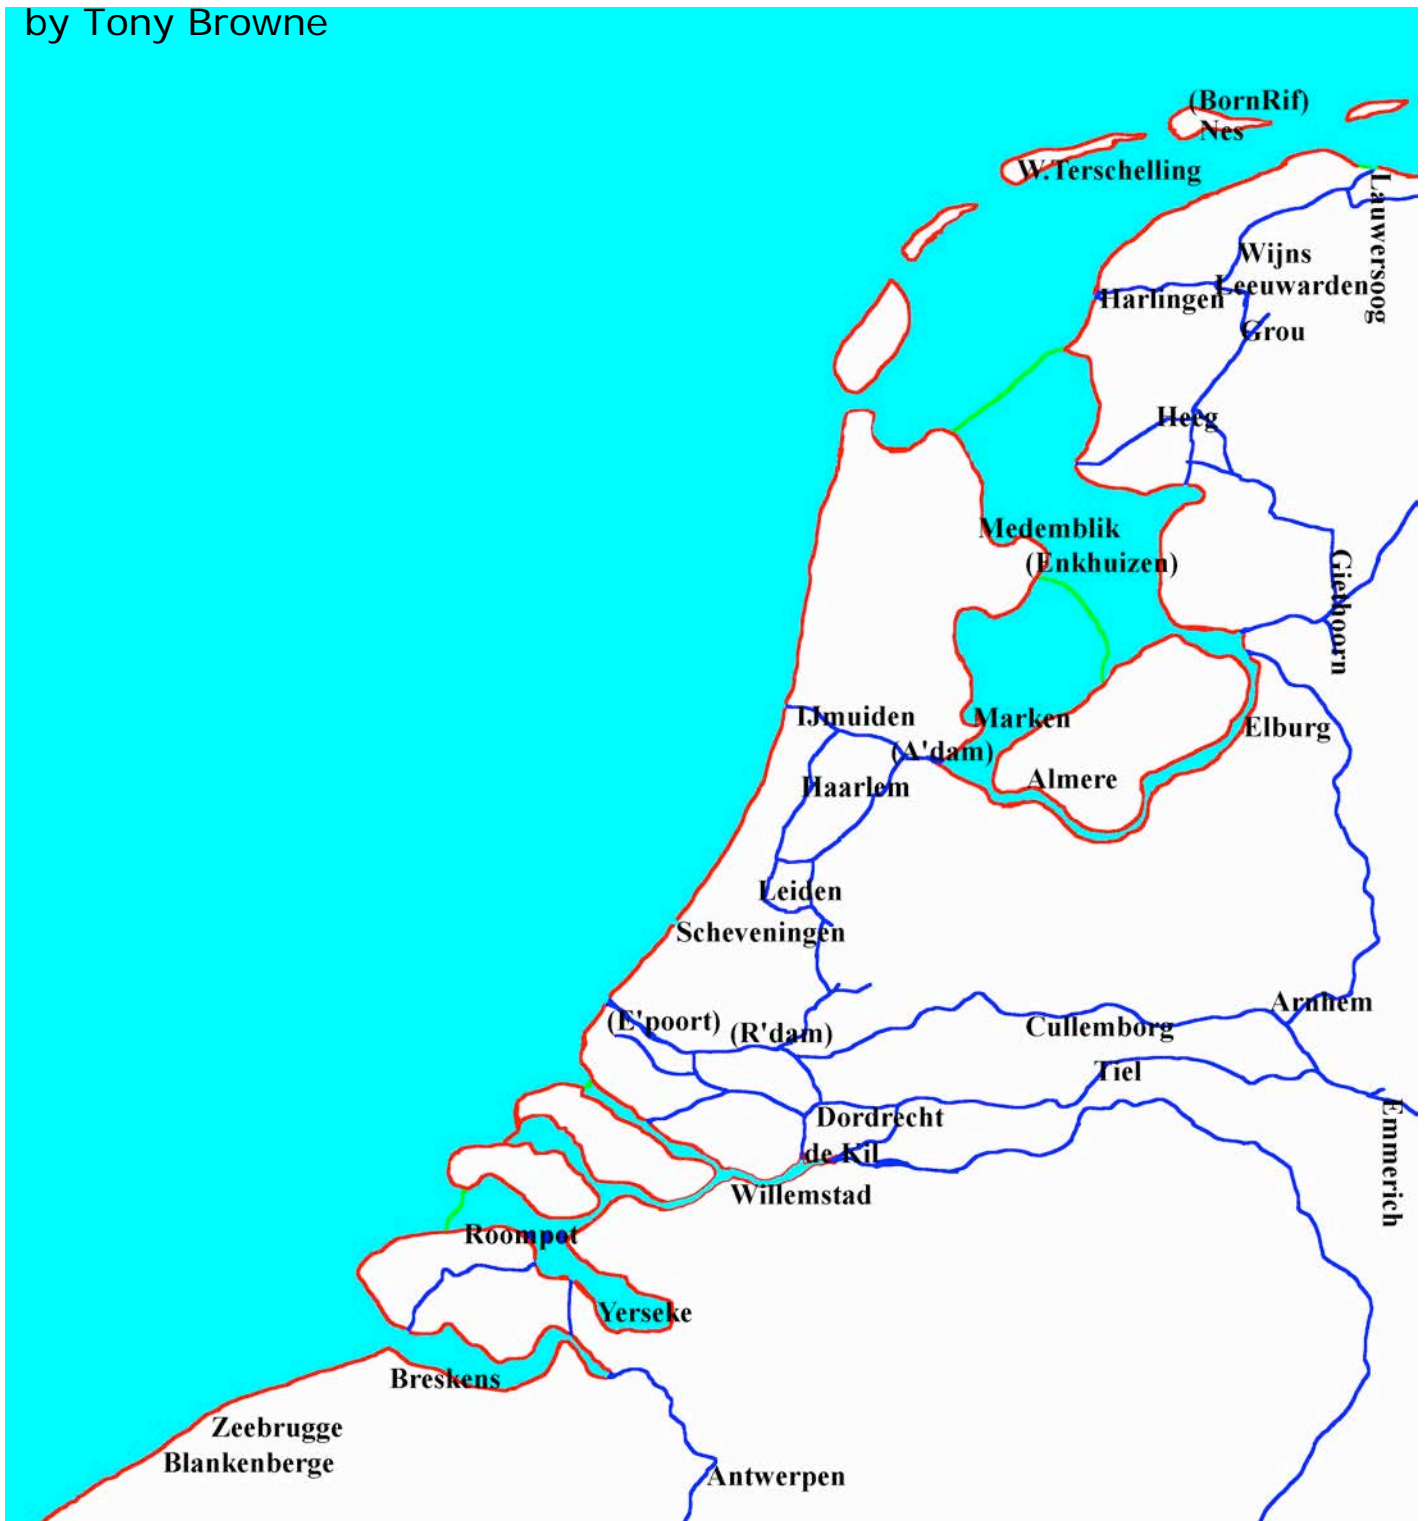 by Tony Browne
(BornRif)
Nes
W.Terschelling
Lauwersoog
Wijns
Leeuwarden
Harlingen
Grou
Heeg
Medemblik
(Enkhuizen)
Giethoorn
IJmuiden
Marken
Elburg
(A'dam)
Almere
Haarlem
Leiden
Scheveningen
Arnhem
(E'poort)
(R'dam)
Cullemborg
Tiel
Dordrecht
Emmerich
de Kil
Willemstad
Roompot
Yerseke
Breskens
Zeebrugge
Blankenberge
Antwerpen